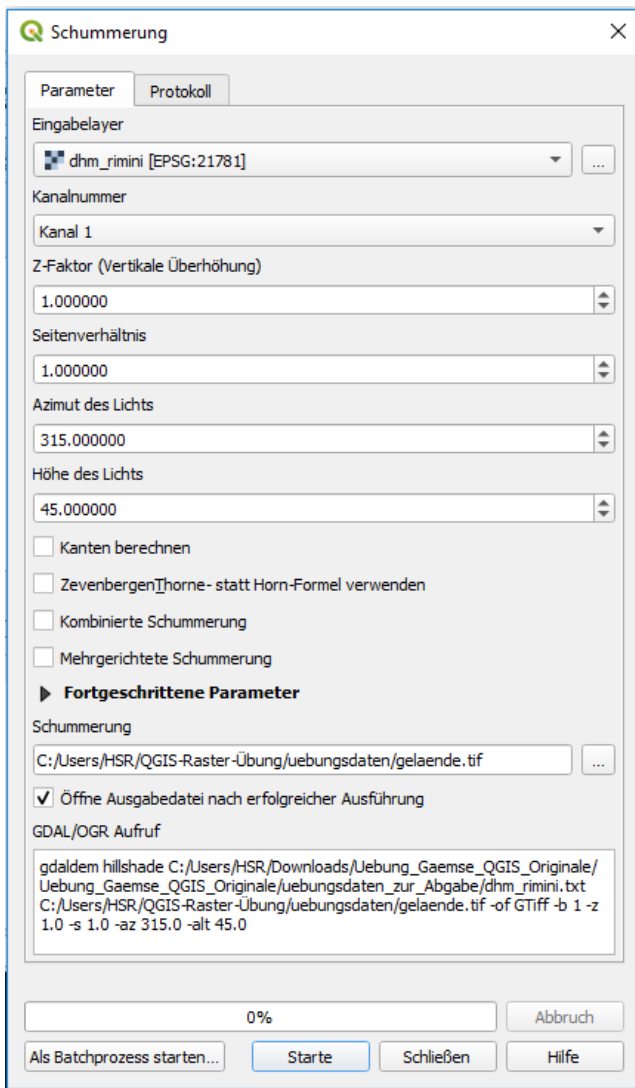 Schummerung
Parameter
Protokoll
Eingabelayer
dhm_rimini [EPSG:21781]
...
Kanalnummer
Kanal 1
Z-Faktor (Vertikale Überhöhung)
1.000000
Seitenverhältnis
1.000000
Azimut des Lichts
315.000000
Höhe des Lichts
45.000000
Kanten berechnen
ZevenbergenThorne- statt Horn-Formel verwenden
Kombinierte Schummerung
Mehrgerichtete Schummerung
Fortgeschrittene Parameter
Schummerung
C:/Users/HSR/QGIS-Raster-Übung/uebungsdaten/gelaende.tif
...
Öffne Ausgabedatei nach erfolgreicher Ausführung
GDAL/OGR Aufruf
gdaldem hillshade C:/Users/HSR/Downloads/Uebung_Gaemse_QGIS_Originale/
Uebung_Gaemse_QGIS_Originale/uebungsdaten_zur_Abgabe/dhm_rimini.txt
C:/Users/HSR/QGIS-Raster-Übung/uebungsdaten/gelaende.tif -of GTiff -b 1 -z
1.0 -s 1.0 -az 315.0 -alt 45.0
0%
Abbruch
Als Batchprozess starten...
Starte
Schließen
Hilfe